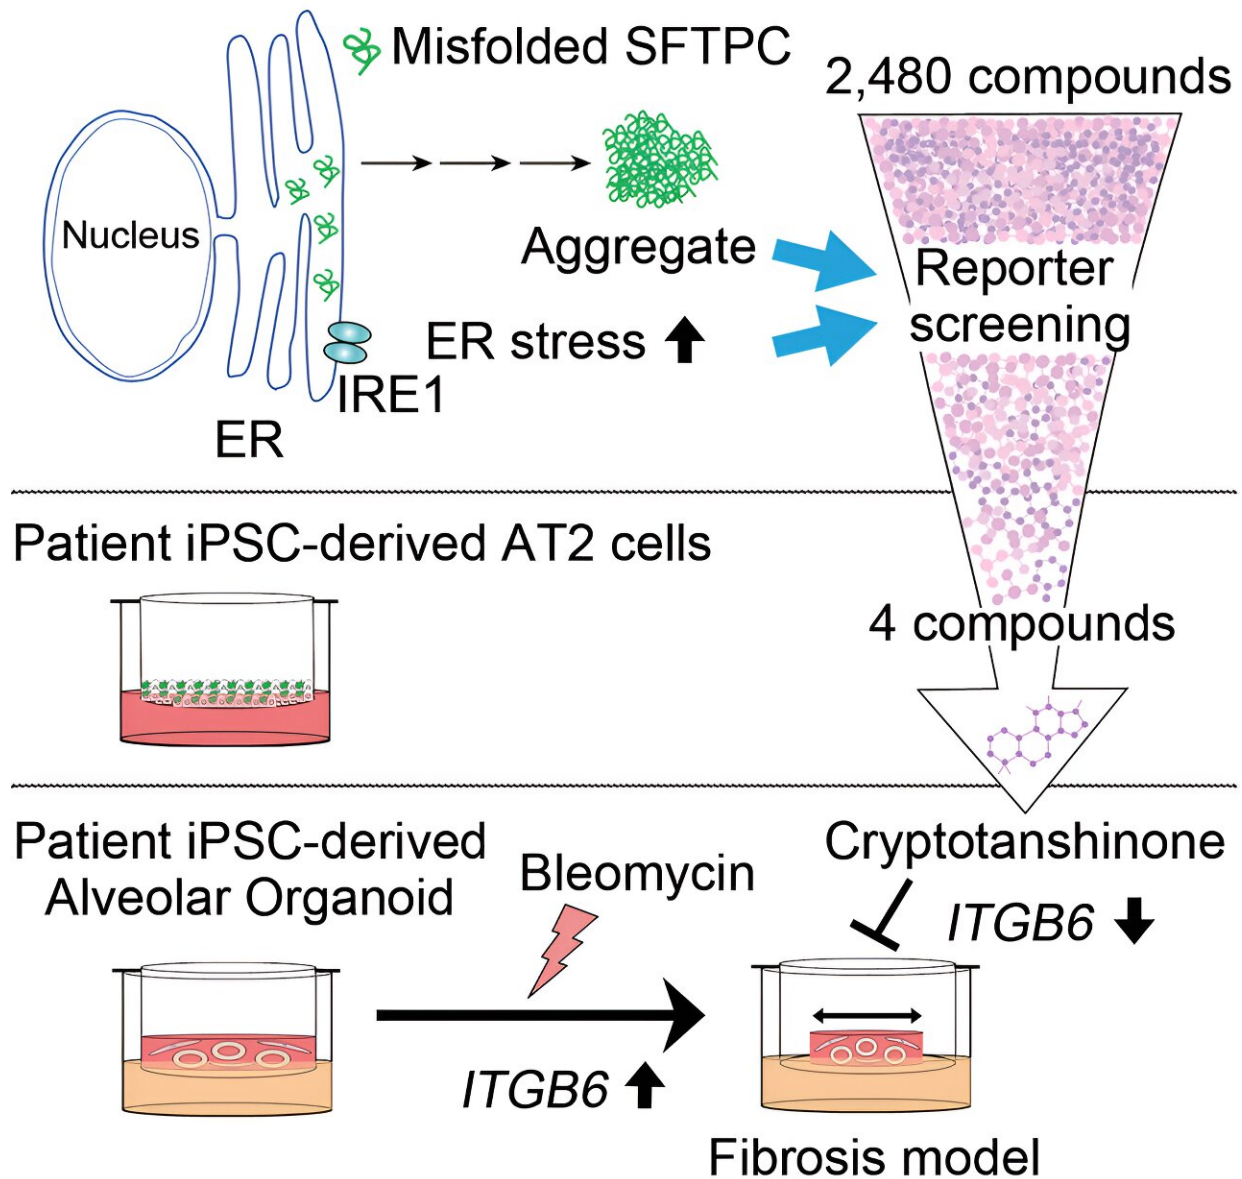 Misfolded SFTPC
2,480 compounds
Nucleus
Aggregate
Reporter
screening
ER stress
IRE1
ER
Patient iPSC-derived AT2 cells
4 compounds
Patient iPSC-derived
Alveolar Organoid
Bleomycin
Cryptotanshinone
ITGB6
ITGB6
Fibrosis model